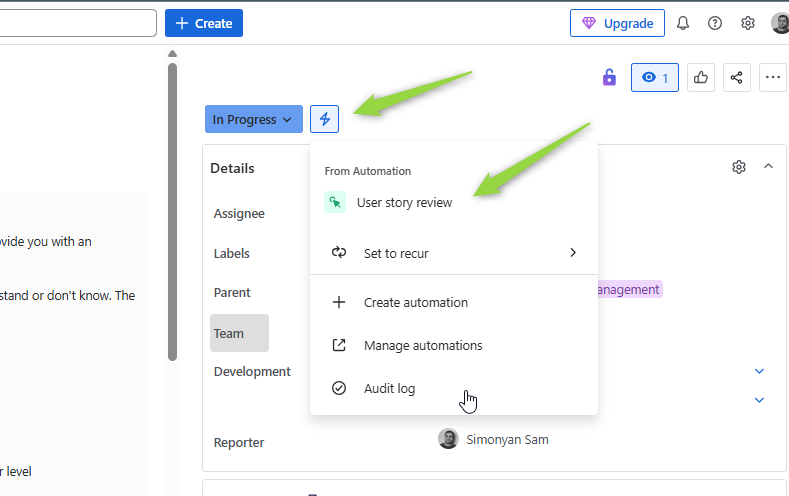 Create
Upgrade
1
In Progress
Details
From Automation
User story review
Assignee
ovide you with an
Labels
Set to recur
stand or don't know. The
Parent
anagement
Create automation
Team
Manage automations
Development
Audit log
Reporter
Simonyan Sam
r level